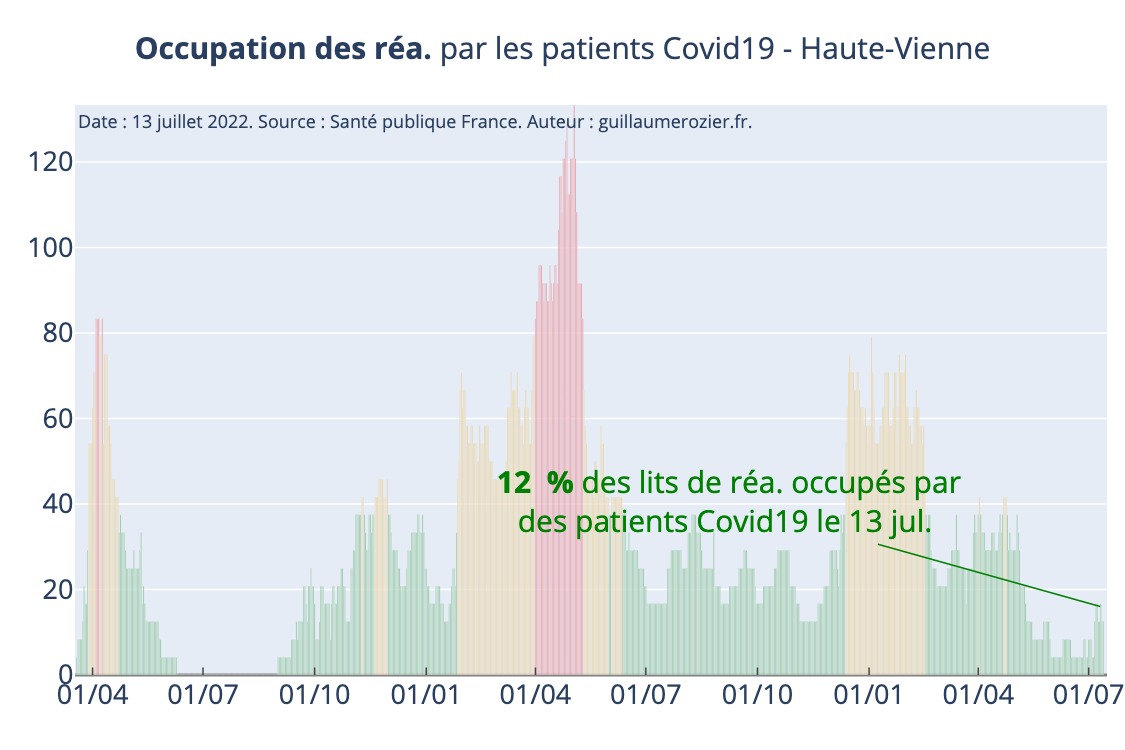 Occupation des réa. par les patients Covid19 - Haute-Vienne
Date : 13 juillet 2022. Source : Santé publique France. Auteur : guillaumerozier.fr.
120
100
80
60
40
20
0
12 % des lits de réa. occupés par
des patients Covid19 le 13 jul.
01/04 01/07 01/10 01/01 01/04 01/07 01/10 01/01 01/04 01/07